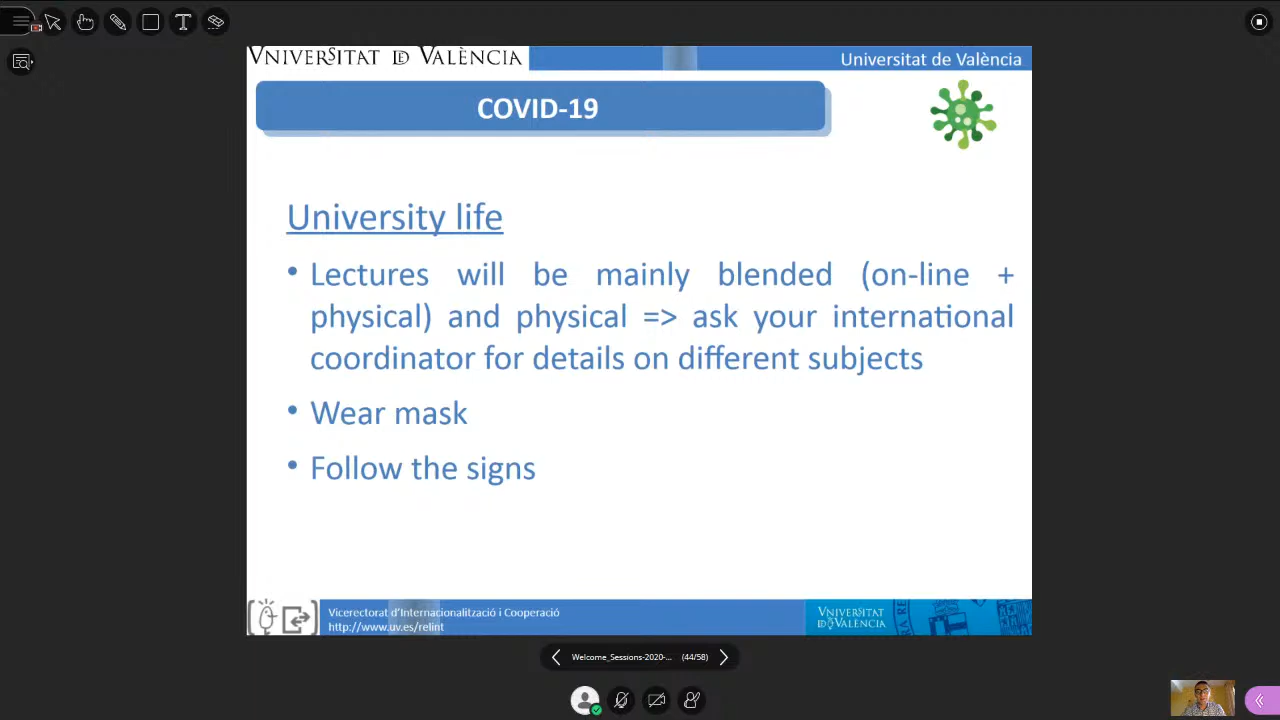 VNIVERSITAT DE VALÈNCIA
Universitat de València
COVID-19
University life
• Lectures will be mainly blended (on-line +
physical) and physical => ask your international
coordinator for details on different subjects
• Wear mask
• Follow the signs
Vicerectorat d'Internacionalització i Cooperació
http://www.uv.es/relint
VNIVERSITAT
DE VALÈNCIA
Welcome_Sessions-2020-... (44/58)